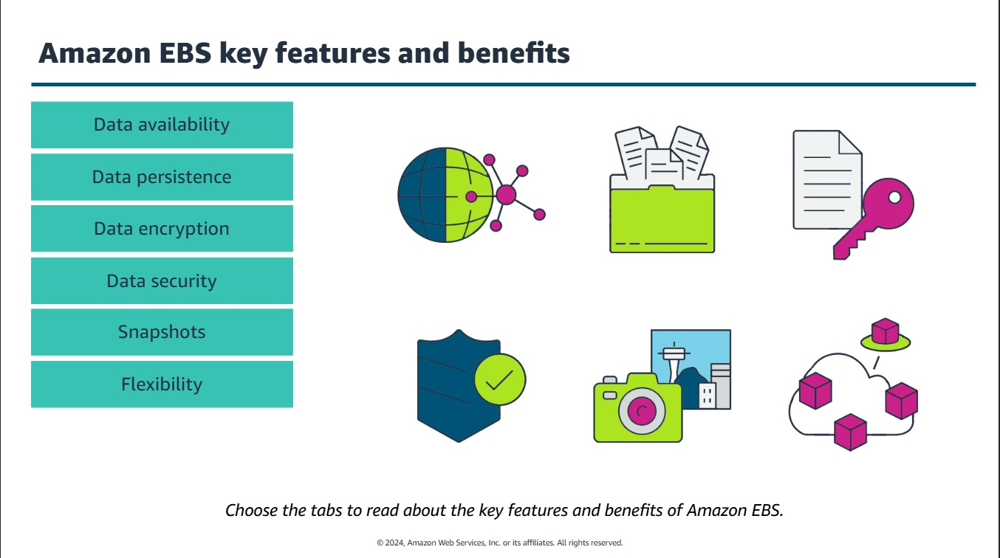 Amazon EBS key features and benefits
Data availability
Data persistence
Data encryption
Data security
Snapshots
Flexibility
Choose the tabs to read about the key features and benefits of Amazon EBS.
© 2024, Amazon Web Services, Inc. or its affiliates. All rights reserved.